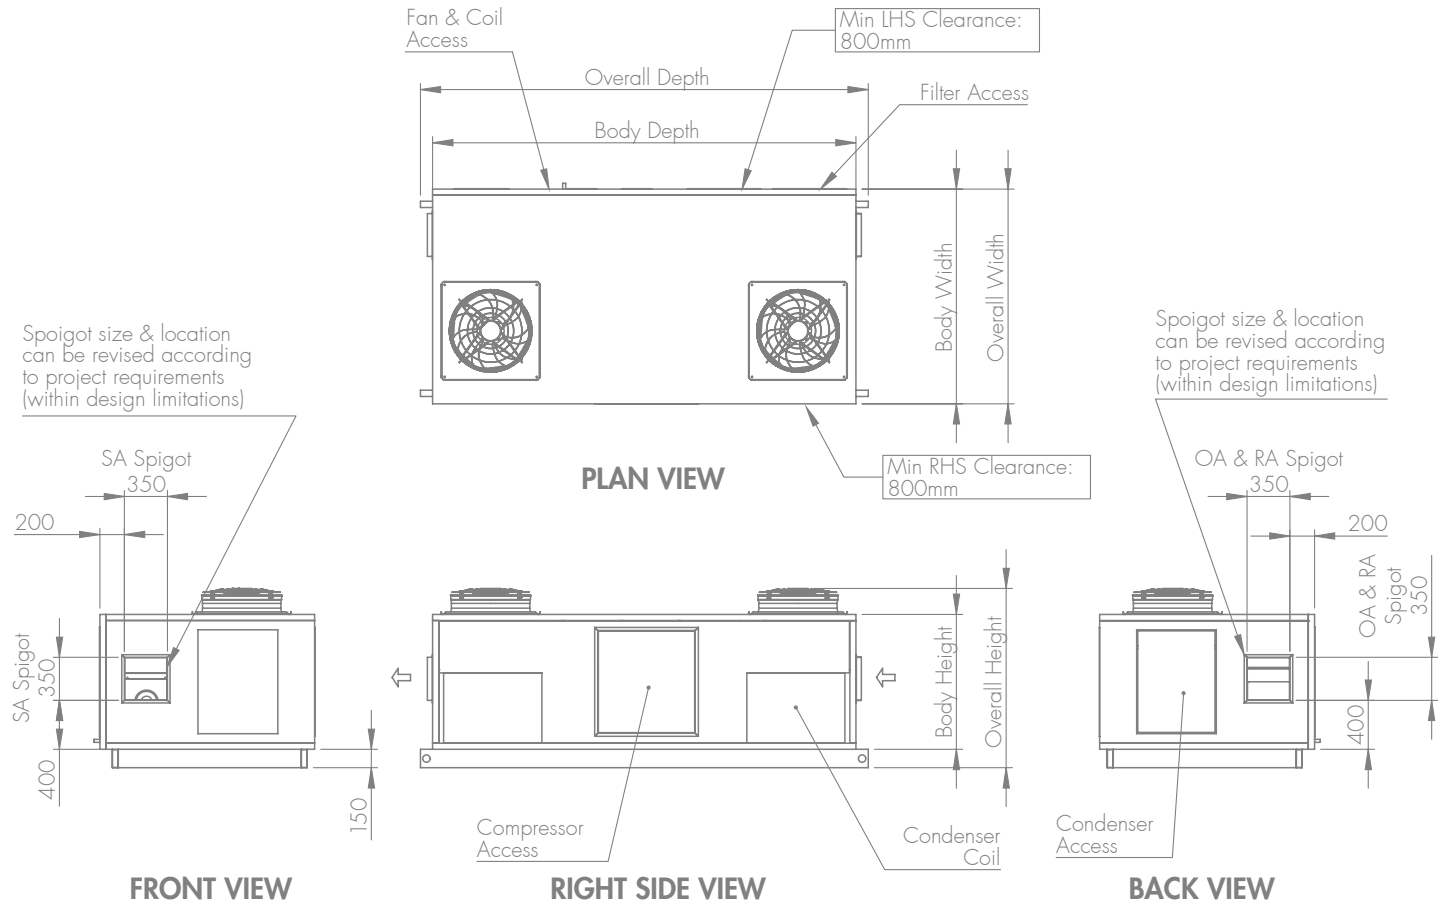 Fan & Coil
Access
Min LHS Clearance:
800mm
Overall Depth
Filter Access
Body Depth
Body Width
Overall Width
Min RHS Clearance:
800mm
PLAN VIEW
Spoigot size & location
can be revised according
to project requirements
(within design limitations)
SA Spigot
350
200
SA Spigot
350
400
150
FRONT VIEW
Body Height
Overall Height
Compressor
Access
Condenser
Coil
RIGHT SIDE VIEW
Spoigot size & location
can be revised according
to project requirements
(within design limitations)
OA & RA Spigot
350
200
OA & RA
Spigot
350
400
Condenser
Access
BACK VIEW